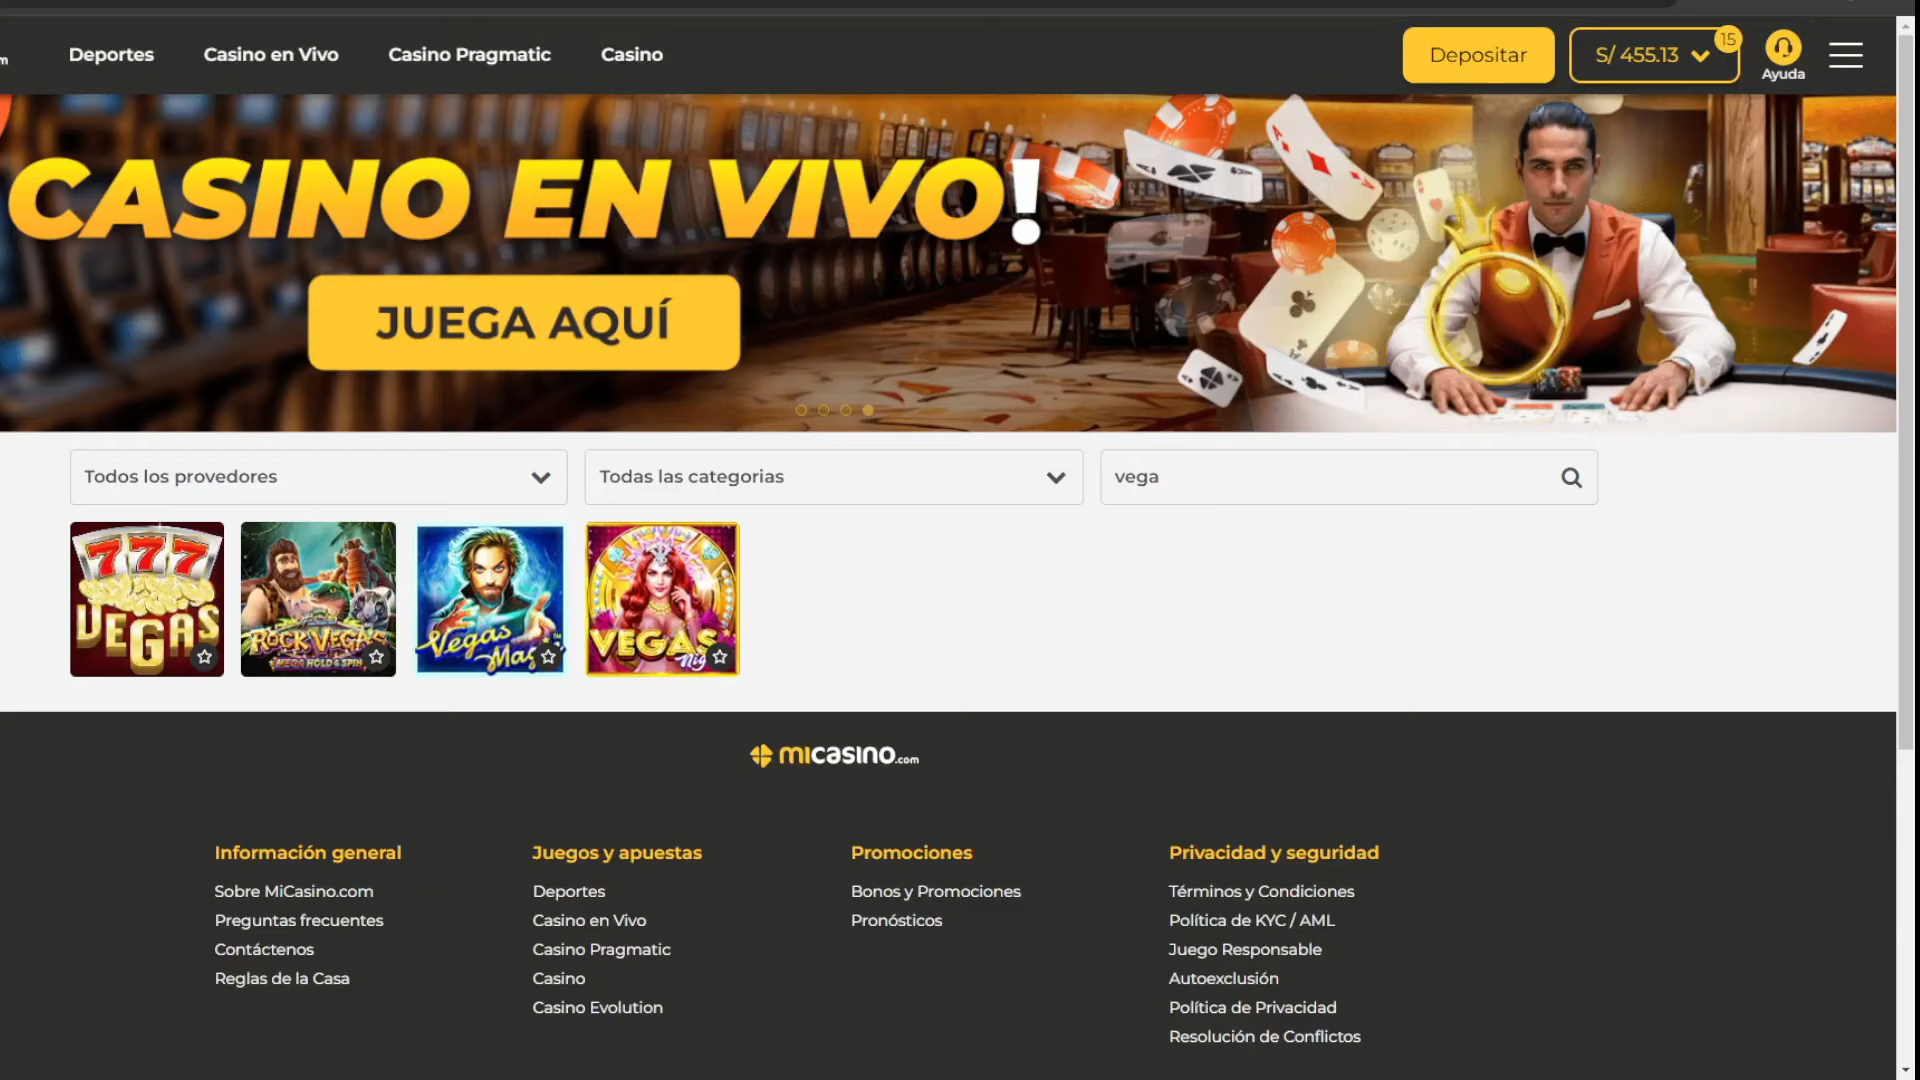 m
Deportes
Casino en Vivo
Casino Pragmatic
Casino
Depositar
S/ 455.13
15
Ayuda
CASINO EN VIVO!
JUEGA AQUÍ
Todos los provedores
Todas las categorias
vega
777
VEGAS
ROCK VEGAS
MEGA HOLD & SPIN
Vegas
VEGAS
micasino.com
Información general
Sobre MiCasino.com
Preguntas frecuentes
Contáctenos
Reglas de la Casa
Juegos y apuestas
Deportes
Casino en Vivo
Casino Pragmatic
Casino
Casino Evolution
Promociones
Bonos y Promociones
Pronósticos
Privacidad y seguridad
Términos y Condiciones
Política de KYC / AML
Juego Responsable
Autoexclusión
Política de Privacidad
Resolución de Conflictos